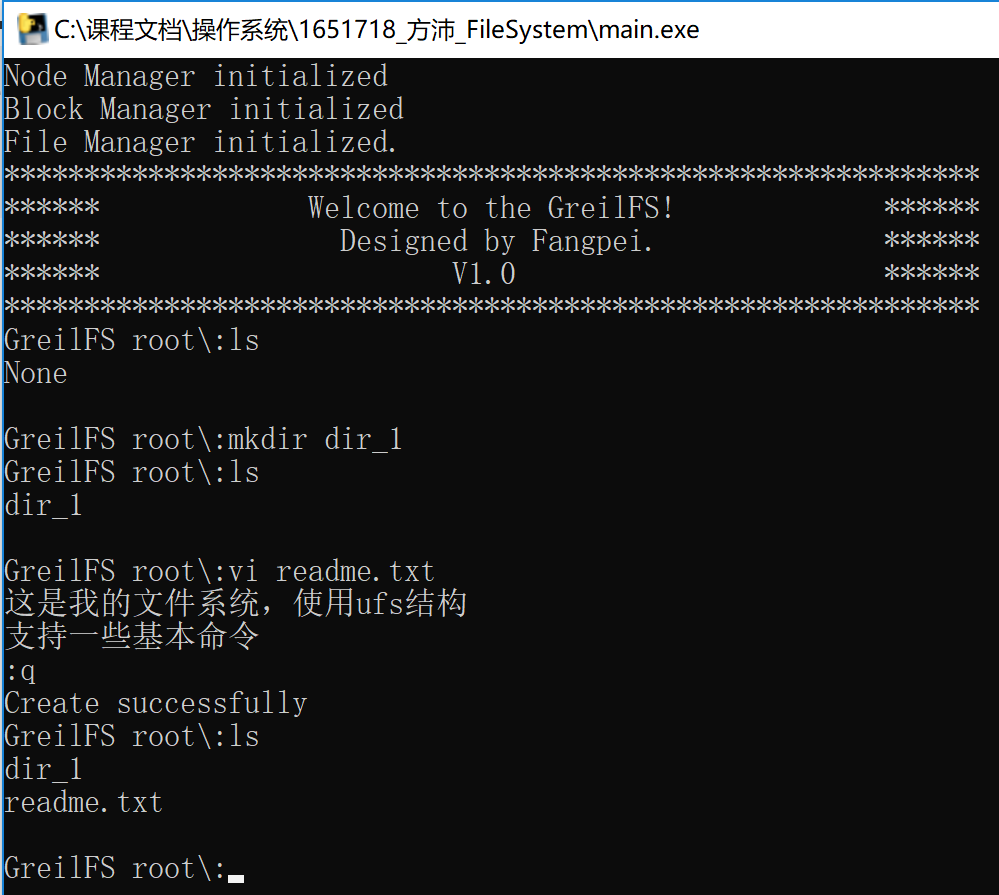 C:\课程文档\操作系统\1651718_方沛_FileSystem\main.exe
Node Manager initialized
Block Manager initialized
File Manager initialized.
*************************************************************
****** Welcome to the GreilFS! ******
****** Designed by Fangpei. ******
****** V1.0 ******
*************************************************************
GreilFS root\:ls
None
GreilFS root\:mkdir dir_1
GreilFS root\:ls
dir_1
GreilFS root\:vi readme.txt
这是我的文件系统，使用ufs结构
支持一些基本命令
:q
Create successfully
GreilFS root\:ls
dir_1
readme.txt
GreilFS root\: